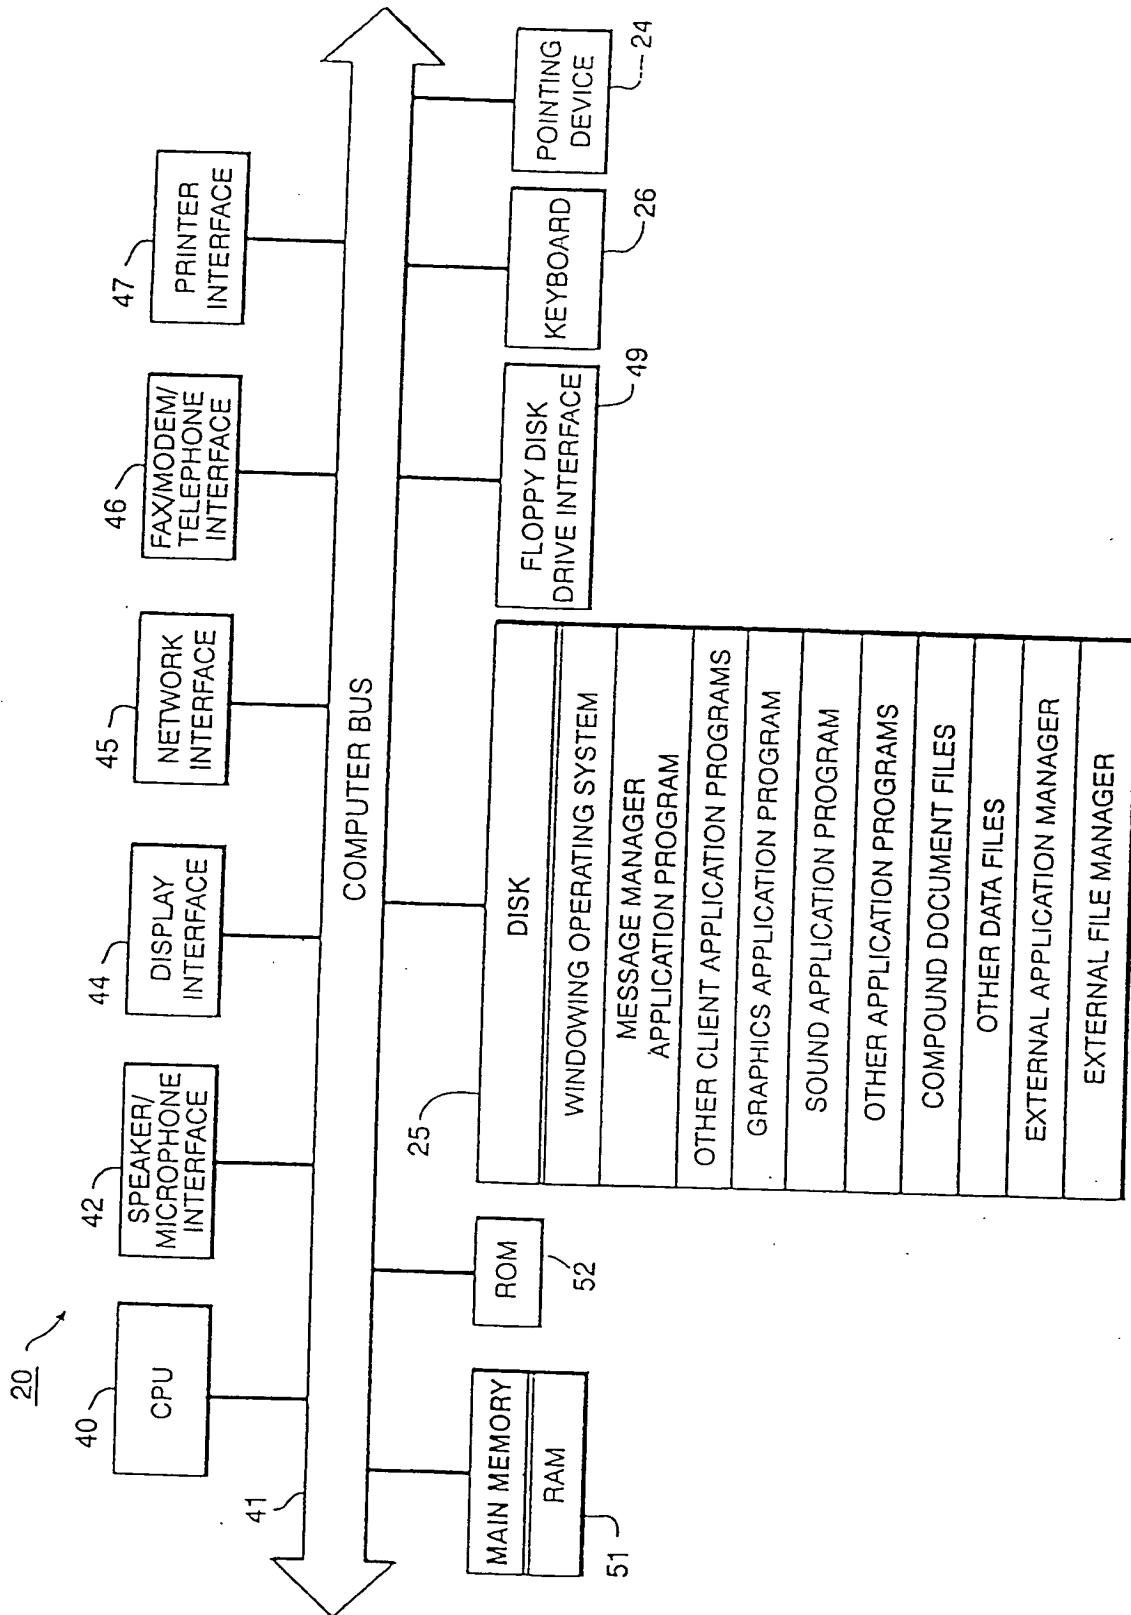 20
40
CPU
42
SPEAKER/
MICROPHONE
INTERFACE
44
DISPLAY
INTERFACE
45
NETWORK
INTERFACE
46
FAX/MODEM/
TELEPHONE
INTERFACE
47
PRINTER
INTERFACE
41
COMPUTER BUS
MAIN MEMORY
RAM
51
ROM
52
25
DISK
WINDOWING OPERATING SYSTEM
MESSAGE MANAGER
APPLICATION PROGRAM
OTHER CLIENT APPLICATION PROGRAMS
GRAPHICS APPLICATION PROGRAM
SOUND APPLICATION PROGRAM
OTHER APPLICATION PROGRAMS
COMPOUND DOCUMENT FILES
OTHER DATA FILES
EXTERNAL APPLICATION MANAGER
EXTERNAL FILE MANAGER
FLOPPY DISK
DRIVE INTERFACE
49
KEYBOARD
26
POINTING
DEVICE
24